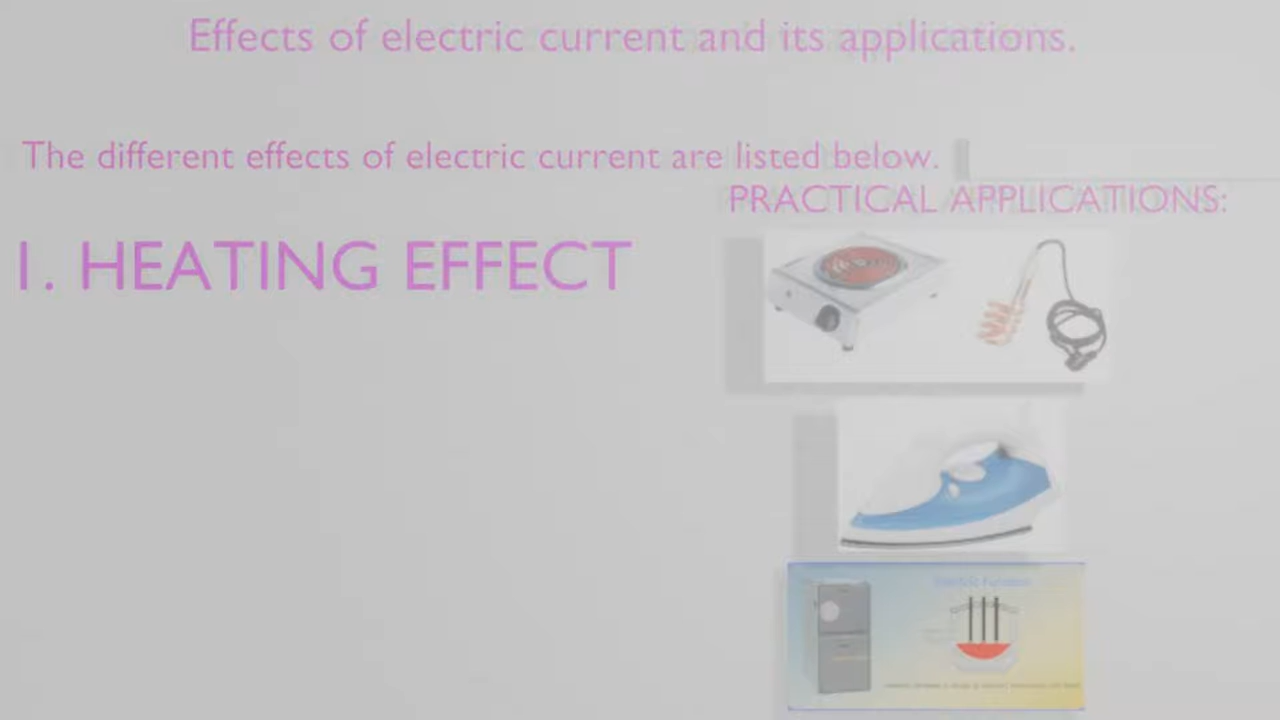 Effects of electric current and its applications.
The different effects of electric current are listed below.
PRACTICAL APPLICATIONS:
1. HEATING EFFECT